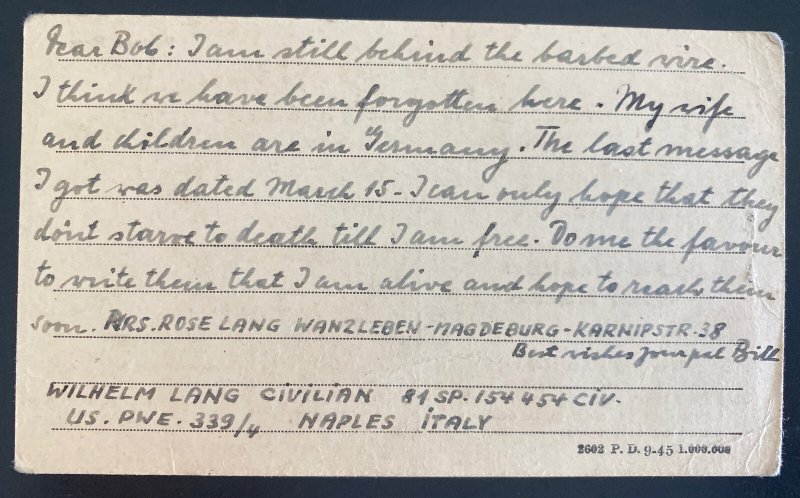 Dear Bob: I am still behind the barbed wire.
I think we have been forgotten here. My wife
and children are in Germany. The last message
I got was dated March 15 - I can only hope that they
don't starve to death till I am free. Do me the favour
to write them that I am alive and hope to reach them
soon. MRS. ROSE LANG WANZLEBEN-MAGDEBURG-KARNIPSTR. 38
Best wishes your pal Bill
WILHELM LANG CIVILIAN 81 SP. 154454 CIV.
US. PWE. 339/4 NAPLES ITALY
2602 P. D. 9-45 1.000.000